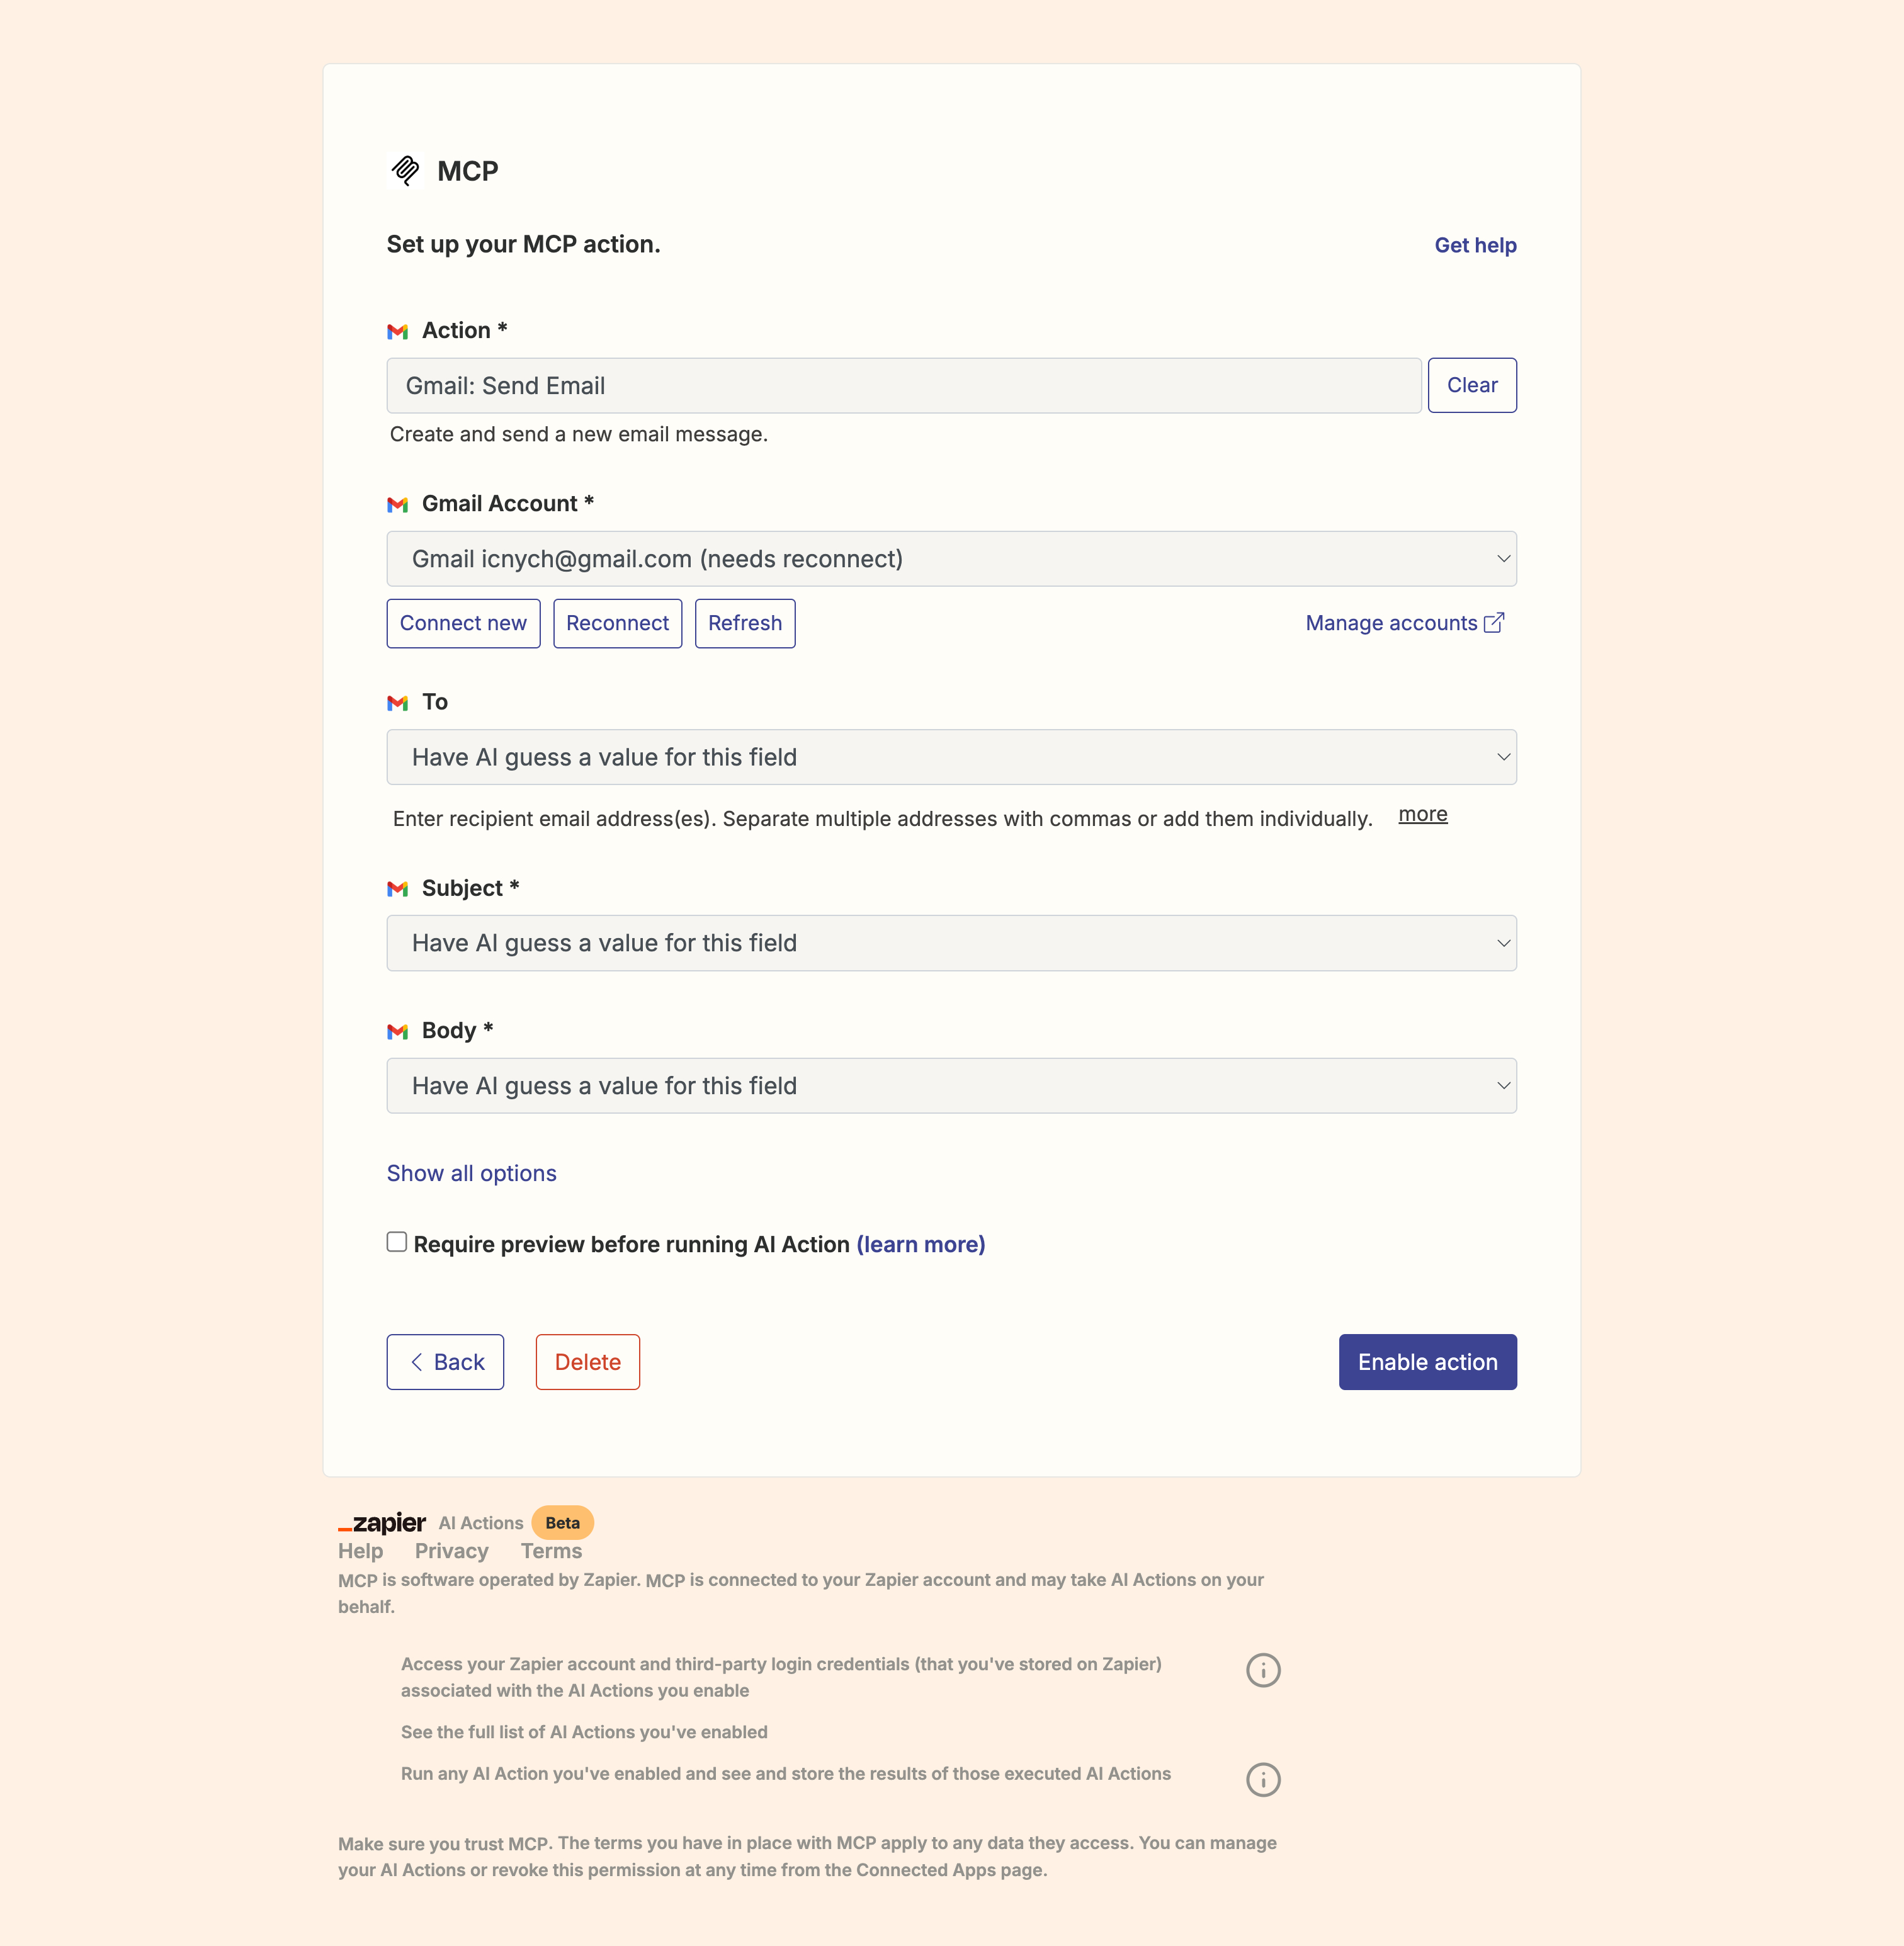 MCP
Set up your MCP action.
Get help
Action *
Gmail: Send Email
Clear
Create and send a new email message.
Gmail Account *
Gmail icnych@gmail.com (needs reconnect)
Connect new
Reconnect
Refresh
Manage accounts
To
Have AI guess a value for this field
Enter recipient email address(es). Separate multiple addresses with commas or add them individually.
more
Subject *
Have AI guess a value for this field
Body *
Have AI guess a value for this field
Show all options
Require preview before running AI Action (learn more)
Back
Delete
Enable action
zapier AI Actions Beta
Help Privacy Terms
MCP is software operated by Zapier. MCP is connected to your Zapier account and may take AI Actions on your
behalf.
Access your Zapier account and third-party login credentials (that you've stored on Zapier)
associated with the AI Actions you enable
See the full list of AI Actions you've enabled
Run any AI Action you've enabled and see and store the results of those executed AI Actions
Make sure you trust MCP. The terms you have in place with MCP apply to any data they access. You can manage
your AI Actions or revoke this permission at any time from the Connected Apps page.